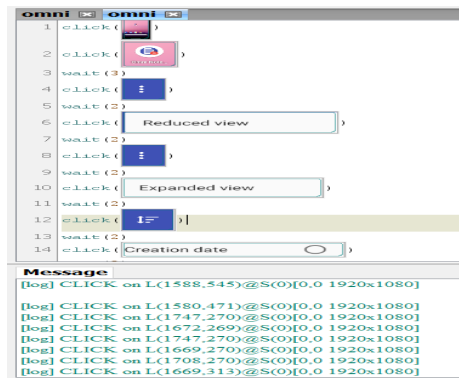 omni omni
1 click( )
2 click( )
3 wait(3)
4 click( )
5 wait(2)
6 click( Reduced view )
7 wait(2)
8 click( )
9 wait(2)
10 click( Expanded view )
11 wait(2)
12 click( )
13 wait(2)
14 click( Creation date )
Message
[log] CLICK on L(1588,545)@S(0)[0,0 1920x1080]
[log] CLICK on L(1580,471)@S(0)[0,0 1920x1080]
[log] CLICK on L(1747,270)@S(0)[0,0 1920x1080]
[log] CLICK on L(1672,269)@S(0)[0,0 1920x1080]
[log] CLICK on L(1747,270)@S(0)[0,0 1920x1080]
[log] CLICK on L(1669,270)@S(0)[0,0 1920x1080]
[log] CLICK on L(1708,270)@S(0)[0,0 1920x1080]
[log] CLICK on L(1669,313)@S(0)[0,0 1920x1080]